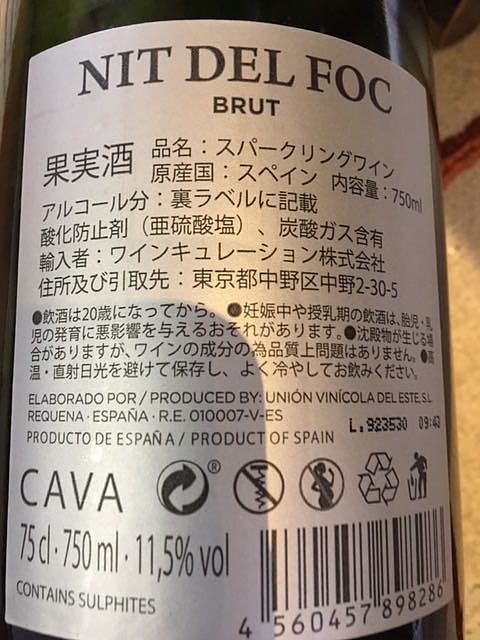 NIT DEL FOC
BRUT
果実酒
品名：スパークリングワイン
原産国：スペイン 内容量：750ml
アルコール分：裏ラベルに記載
酸化防止剤（亜硫酸塩）、炭酸ガス含有
輸入者：ワインキュレーション株式会社
住所及び引取先：東京都中野区中野2-30-5
●飲酒は20歳になってから。 ●妊娠中や授乳期の飲酒は、胎児・乳
児の発育に悪影響を与えるおそれがあります。●沈殿物が生じる場
合がありますが、ワインの成分の為品質上問題はありません。●高
温・直射日光を避けて保存し、よく冷やしてお飲みください。
ELABORADO POR / PRODUCED BY: UNIÓN VINÍCOLA DEL ESTE, S.L
REQUENA · ESPAÑA · R.E. 010007-V-ES
L.923530 09:42
PRODUCTO DE ESPAÑA / PRODUCT OF SPAIN
CAVA
®
75 cl · 750 ml · 11,5% vol
CONTAINS SULPHITES
4 560457 898286